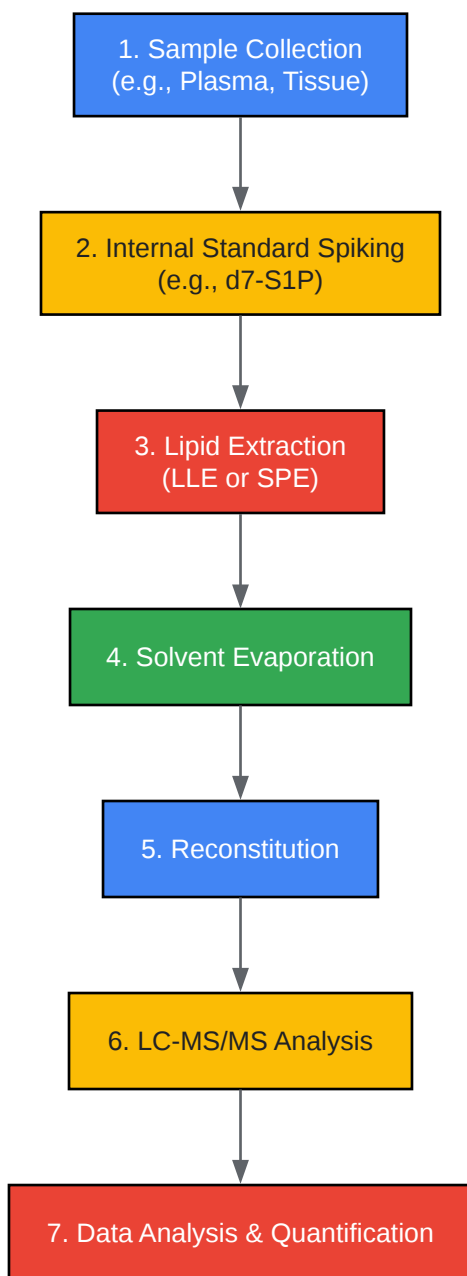 1. Sample Collection
(e.g., Plasma, Tissue)
2. Internal Standard Spiking
(e.g., d7-S1P)
3. Lipid Extraction
(LLE or SPE)
4. Solvent Evaporation
5. Reconstitution
6. LC-MS/MS Analysis
7. Data Analysis & Quantification